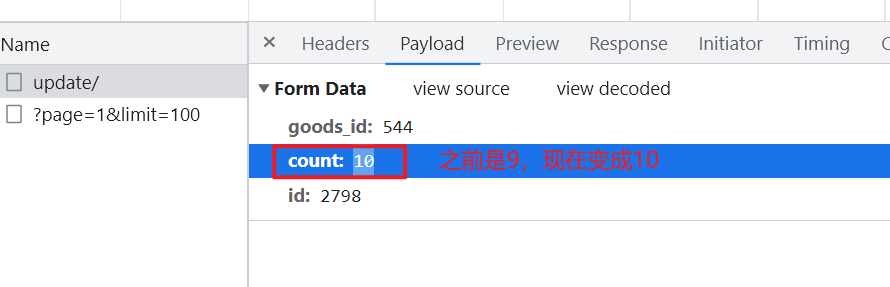 Name
× Headers Payload Preview Response Initiator Timing
update/
?page=1&limit=100
▼ Form Data view source view decoded
goods_id: 544
count: 10 之前是9，现在变成10
id: 2798